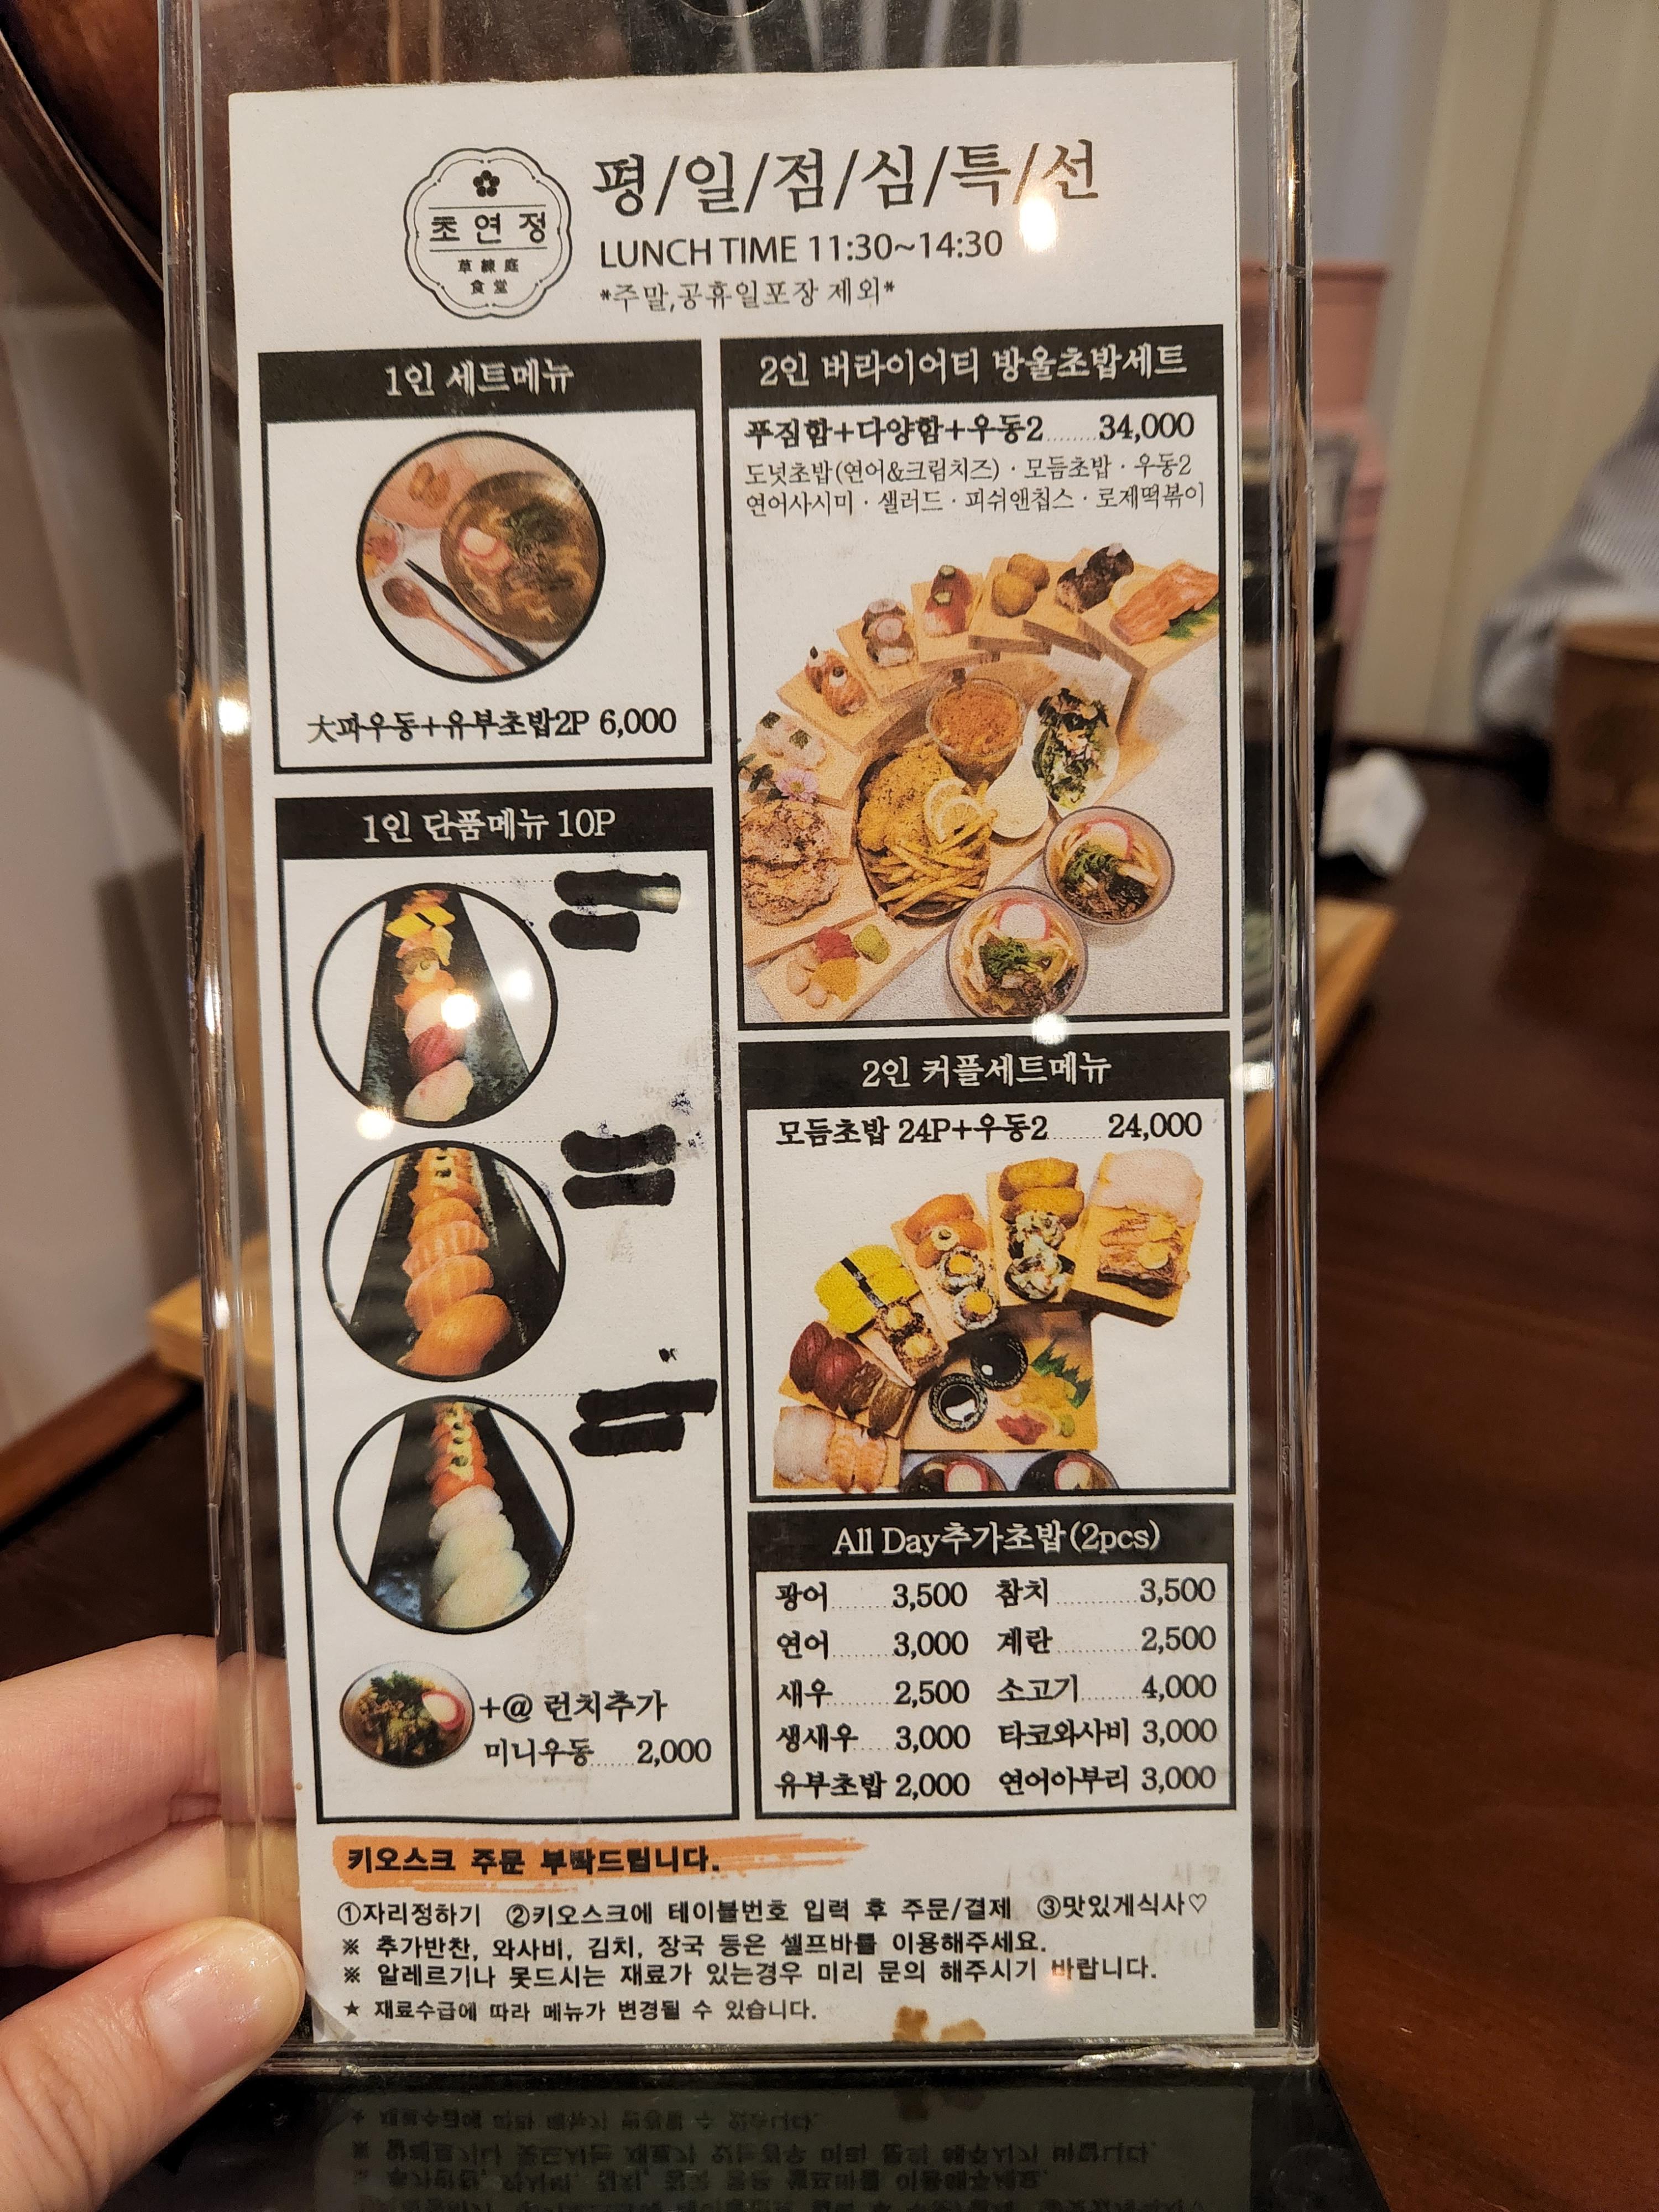 초연정
草練庭
食堂
평/일/점/심/특/선
LUNCH TIME 11:30~14:30
*주말,공휴일포장 제외*
1인 세트메뉴
大파우동+유부초밥2P 6,000
1인 단품메뉴 10P
+@ 런치추가
미니우동 2,000
2인 버라이어티 방울초밥세트
푸짐함+다양함+우동2 34,000
도넛초밥(연어&크림치즈) · 모듬초밥 · 우동2
연어사시미 · 샐러드 · 피쉬앤칩스 · 로제떡볶이
2인 커플세트메뉴
모듬초밥 24P+우동2 24,000
All Day추가초밥(2pcs)
광어 3,500 참치 3,500
연어 3,000 계란 2,500
새우 2,500 소고기 4,000
생새우 3,000 타코와사비 3,000
유부초밥 2,000 연어아부리 3,000
키오스크 주문 부탁드립니다.
①자리정하기 ②키오스크에 테이블번호 입력 후 주문/결제 ③맛있게식사♡
※ 추가반찬, 와사비, 김치, 장국 등은 셀프바를 이용해주세요.
※ 알레르기나 못드시는 재료가 있는경우 미리 문의 해주시기 바랍니다.
★ 재료수급에 따라 메뉴가 변경될 수 있습니다.